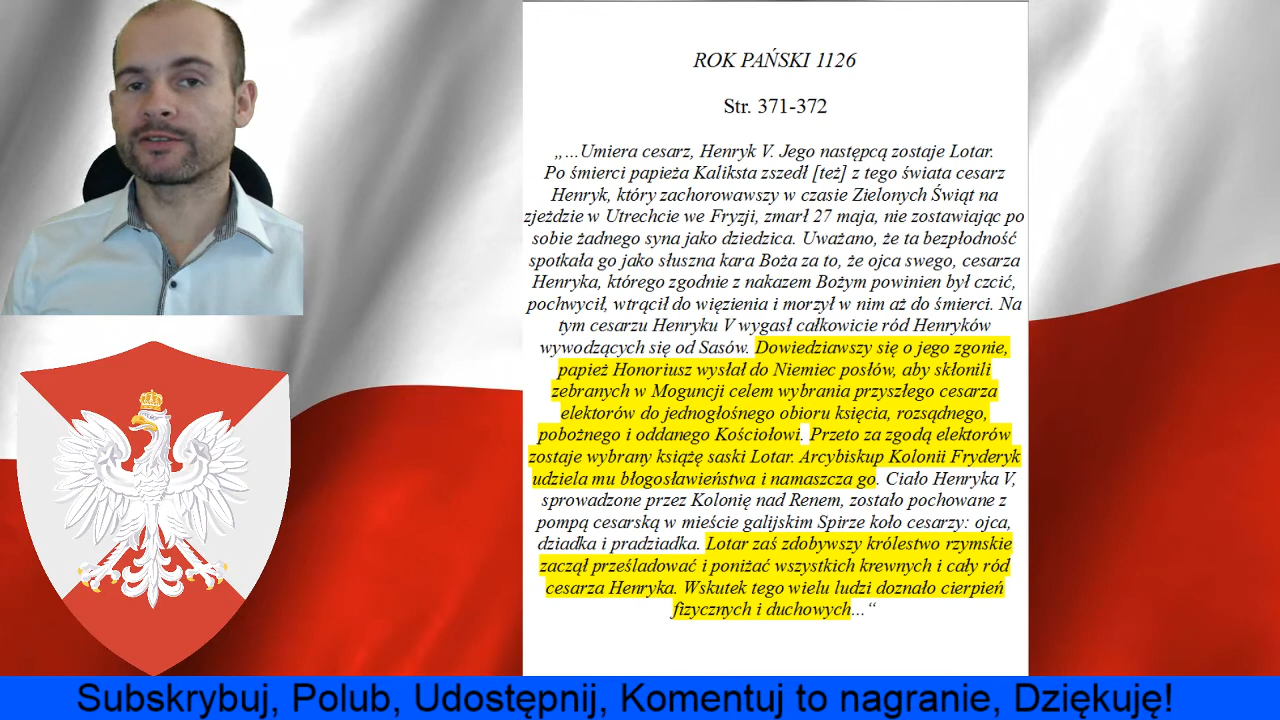 ROK PAŃSKI 1126
Str. 371-372
„...Umiera cesarz, Henryk V. Jego następcą zostaje Lotar.
Po śmierci papieża Kaliksta zszedł [też] z tego świata cesarz
Henryk, który zachorowawszy w czasie Zielonych Świąt na
zjeździe w Utrechcie we Fryzji, zmarł 27 maja, nie zostawiając po
sobie żadnego syna jako dziedzica. Uważano, że ta bezpłodność
spotkała go jako słuszna kara Boża za to, że ojca swego, cesarza
Henryka, którego zgodnie z nakazem Bożym powinien był czcić,
pochwycił, wtrącił do więzienia i morzył w nim aż do śmierci. Na
tym cesarzu Henryku V wygasł całkowicie ród Henryków
wywodzących się od Sasów. Dowiedziawszy się o jego zgonie,
papież Honoriusz wysłał do Niemiec posłów, aby skłonili
zebranych w Moguncji celem wybrania przyszłego cesarza
elektorów do jednogłośnego obioru księcia, rozsądnego,
pobożnego i oddanego Kościołowi. Przeto za zgodą elektorów
zostaje wybrany książę saski Lotar. Arcybiskup Kolonii Fryderyk
udziela mu błogosławieństwa i namaszcza go. Ciało Henryka V,
sprowadzone przez Kolonię nad Renem, zostało pochowane z
pompą cesarską w mieście galijskim Spirze koło cesarzy: ojca,
dziadka i pradziadka. Lotar zaś zdobywszy królestwo rzymskie
zaczął prześladować i poniżać wszystkich krewnych i cały ród
cesarza Henryka. Wskutek tego wielu ludzi doznało cierpień
fizycznych i duchowych...“
Subskrybuj, Polub, Udostępnij, Komentuj to nagranie, Dziękuję!